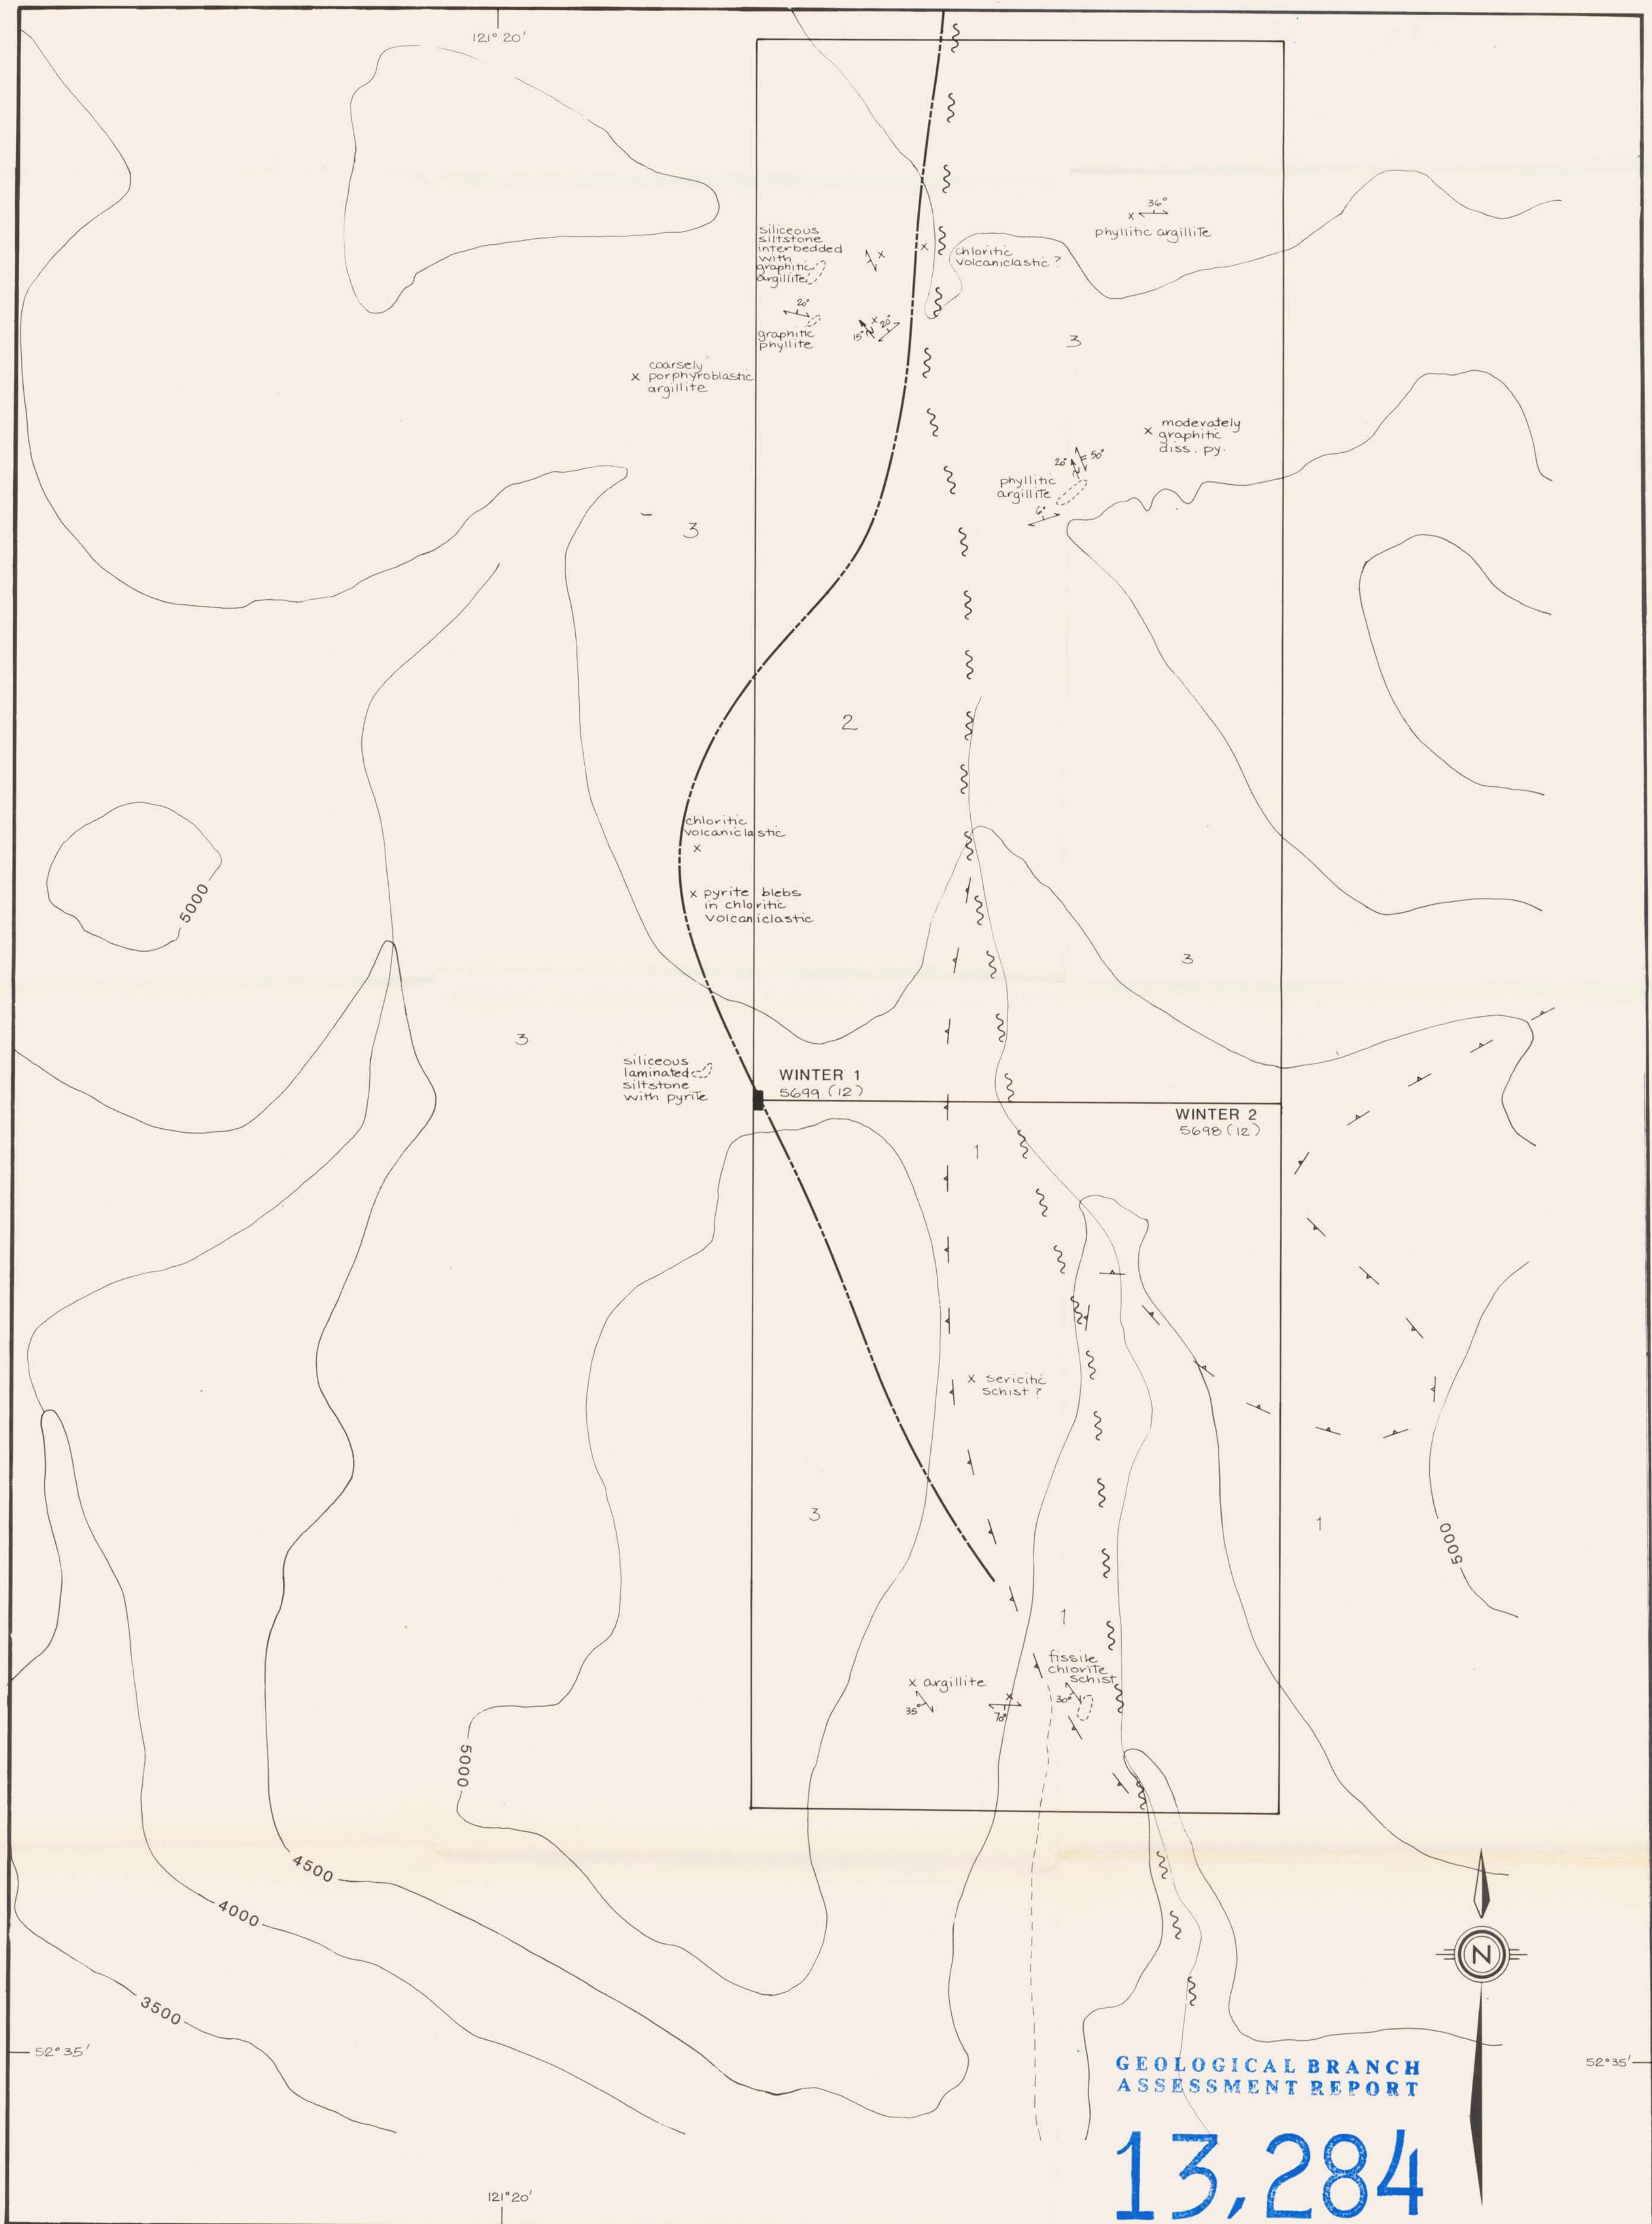 121° 20'
36°
phyllitic argillite
siliceous
siltstone
interbedded
with
graphitic
argillite
chloritic
volcaniclastic?
20°
graphitic
phyllite
15°
20°
3
coarsely
x porphyroblastic
argillite
x moderately
graphitic
diss. py.
20°
50°
phyllitic
argillite
6°
3
2
chloritic
volcaniclastic
x
5000
x pyrite blebs
in chloritic
volcaniclastic
3
3
siliceous
laminated
siltstone
with pyrite
WINTER 1
5699 (12)
WINTER 2
5698 (12)
1
x sericitic
schist?
3
1
5000
1
fissile
chlorite
schist
x argillite
35°
70°
30°
5000
4500
4000
3500
N
52° 35'
52° 35'
GEOLOGICAL BRANCH
ASSESSMENT REPORT
13,284
121° 20'